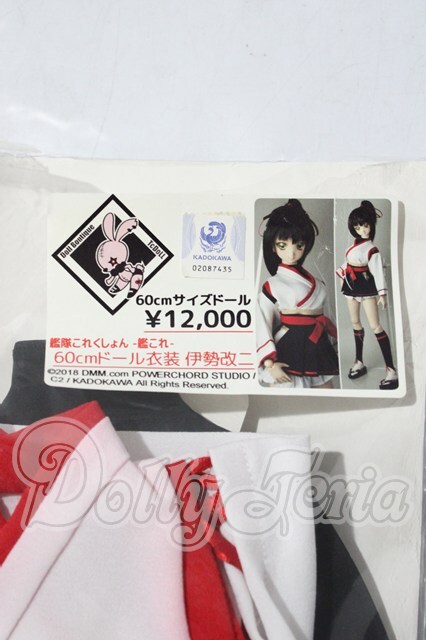 Doll Boutique
TcDoLL
KADOKAWA
02087435
60cmサイズドール
¥12,000
艦隊これくしょん -艦これ-
60cmドール衣装 伊勢改二
©2018 DMM.com POWERCHORD STUDIO /
C2 / KADOKAWA All Rights Reserved.
Dolly Teria